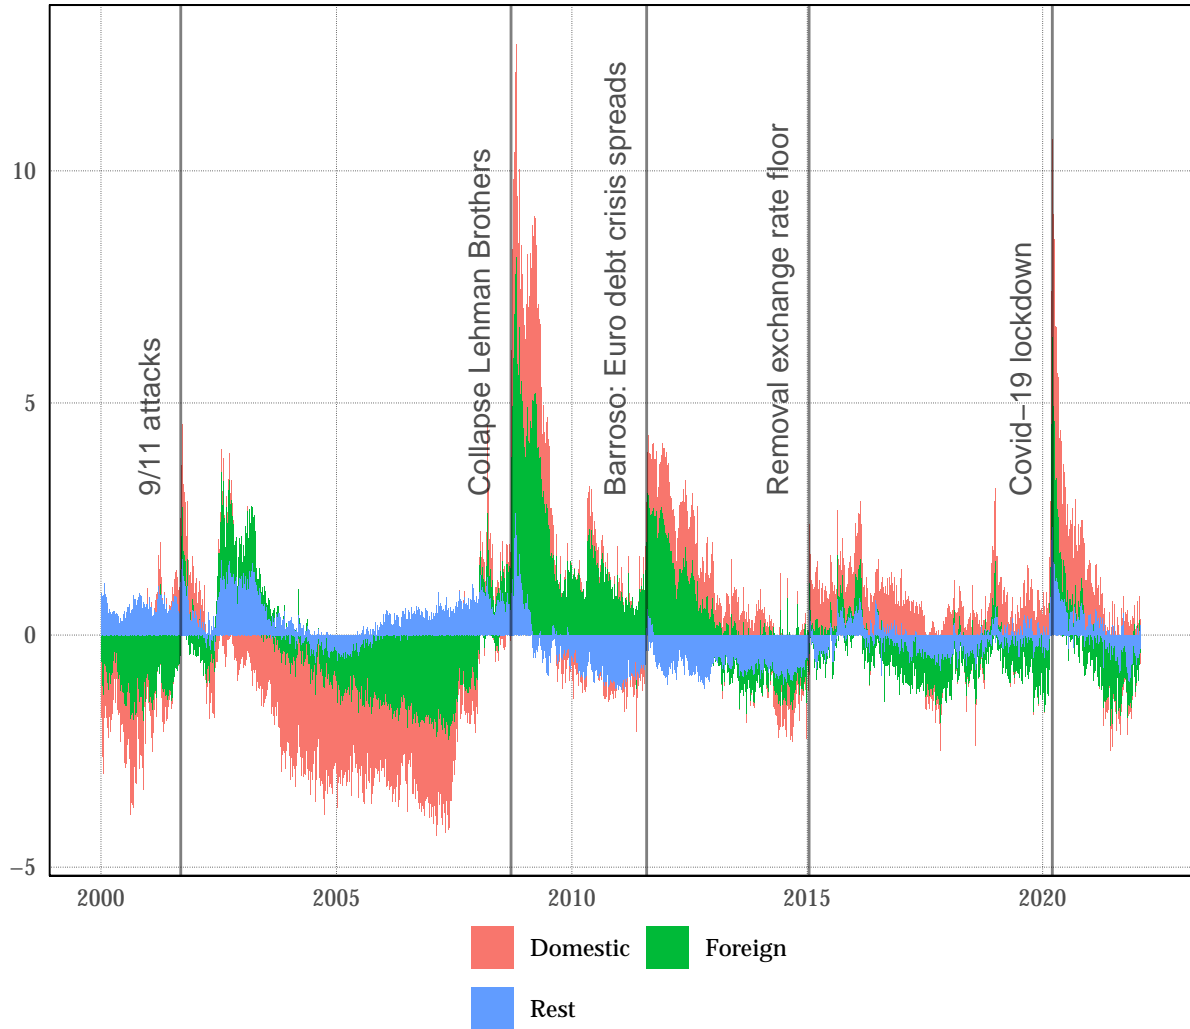 10
5
0
−5
9/11 attacks
Collapse Lehman Brothers
Barroso: Euro debt crisis spreads
Removal exchange rate floor
Covid−19 lockdown
2000
2005
2010
2015
2020
Domestic
Foreign
Rest